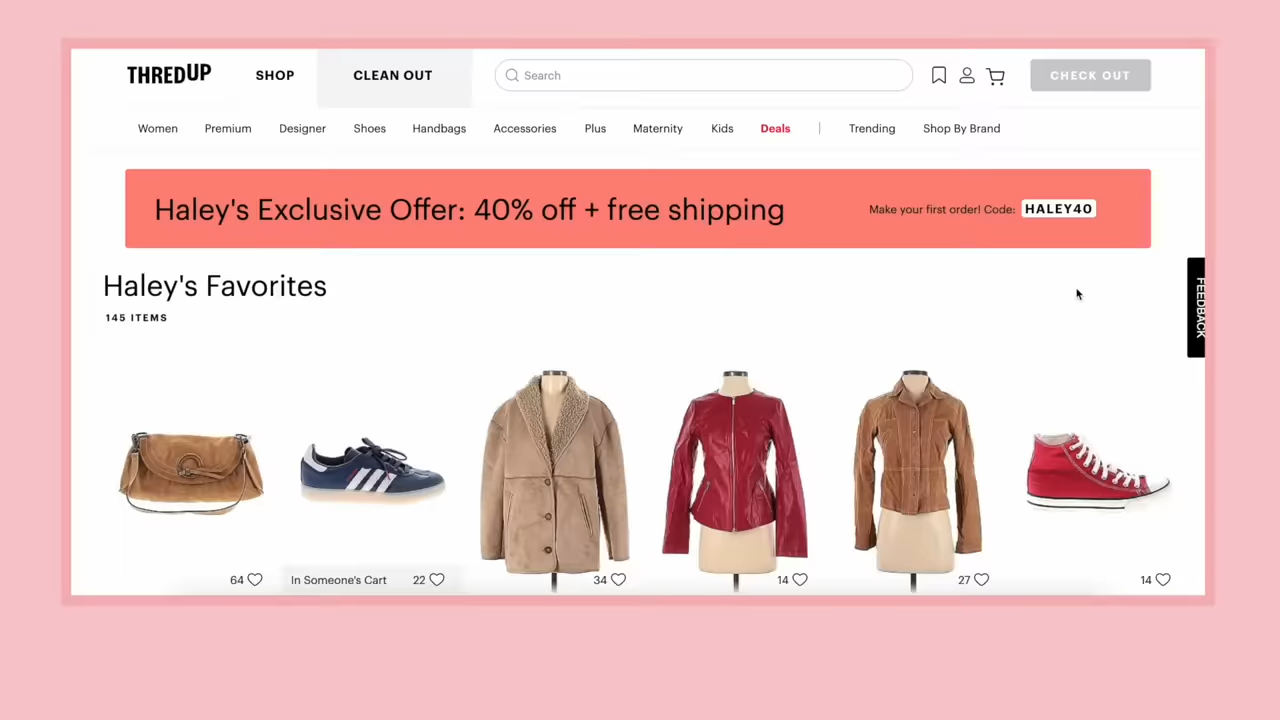 THREDUP SHOP CLEAN OUT Search CHECK OUT
Women Premium Designer Shoes Handbags Accessories Plus Maternity Kids Deals | Trending Shop By Brand
Haley's Exclusive Offer: 40% off + free shipping Make your first order! Code: HALEY40
Haley's Favorites
145 ITEMS
FEEDBACK
64 In Someone's Cart 22 34 14 27 14